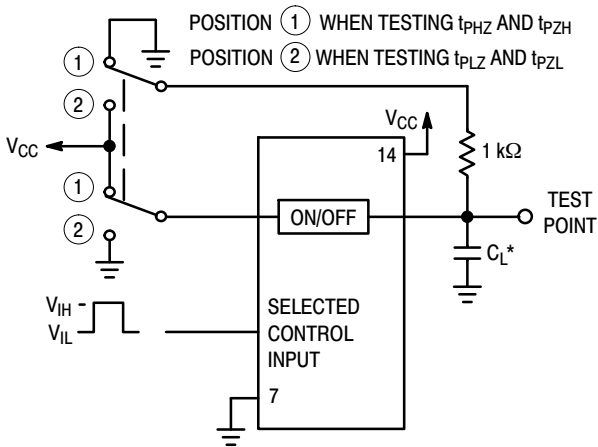 POSITION 1 WHEN TESTING tPHZ AND tPZH
POSITION 2 WHEN TESTING tPLZ AND tPZL
1
2
VCC
1
2
VCC
14
1 kΩ
ON/OFF
TEST
POINT
CL*
VIH
VIL
SELECTED
CONTROL
INPUT
7